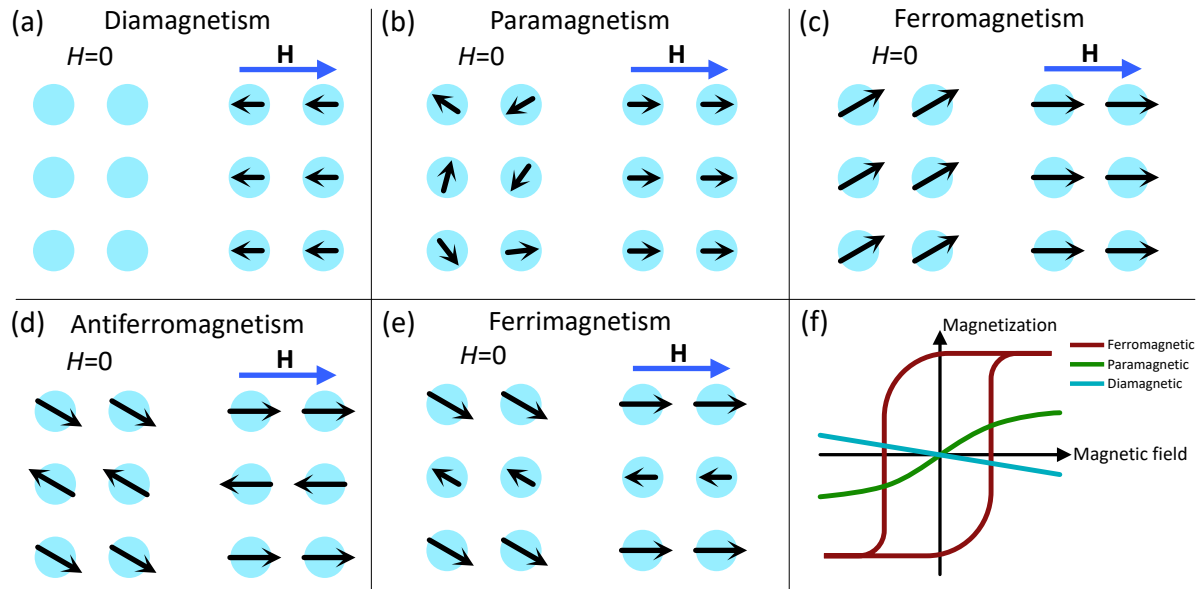 (a) Diamagnetism
H=0 H
(b) Paramagnetism
H=0 H
(c) Ferromagnetism
H=0 H
(d) Antiferromagnetism
H=0 H
(e) Ferrimagnetism
H=0 H
(f)
Magnetization
Ferromagnetic
Paramagnetic
Diamagnetic
Magnetic field